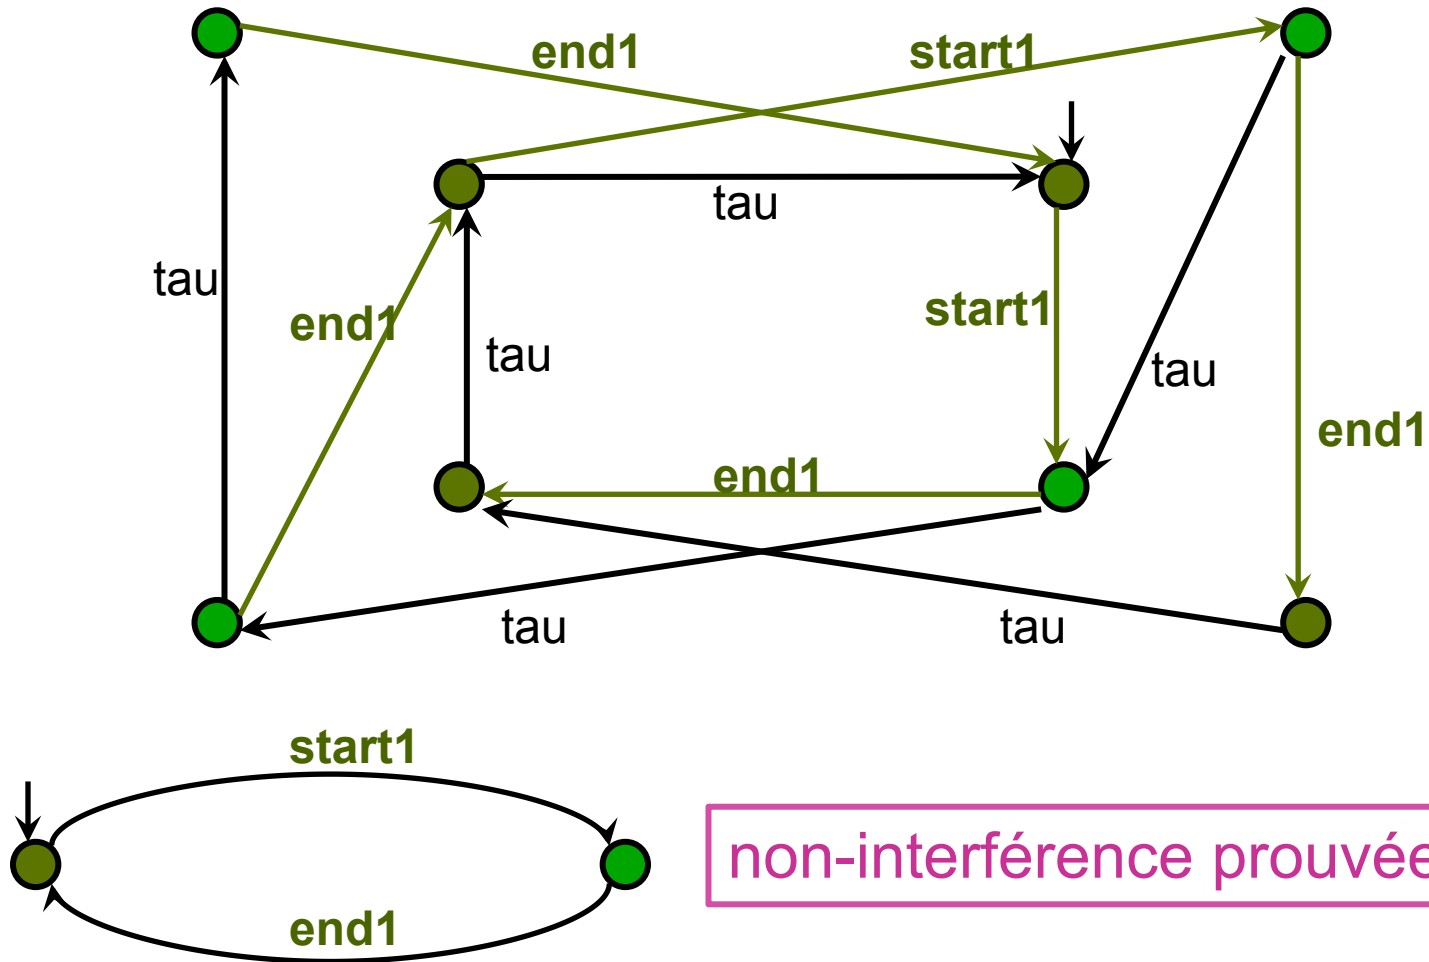 end1
start1
tau
tau
end1
start1
tau
tau
end1
end1
tau
tau
start1
non-interférence prouvée
end1